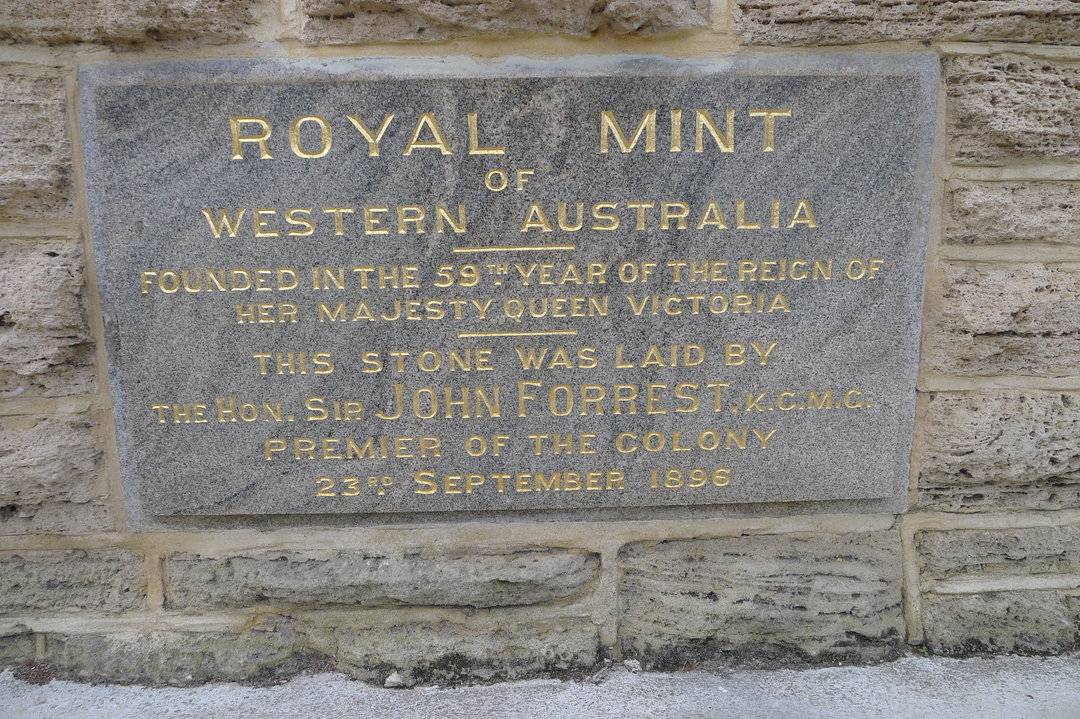 ROYAL MINT
OF
WESTERN AUSTRALIA
FOUNDED IN THE 59TH YEAR OF THE REIGN OF
HER MAJESTY QUEEN VICTORIA
THIS STONE WAS LAID BY
THE HON. SIR JOHN FORREST, K.C.M.G.
PREMIER OF THE COLONY
23RD SEPTEMBER 1896